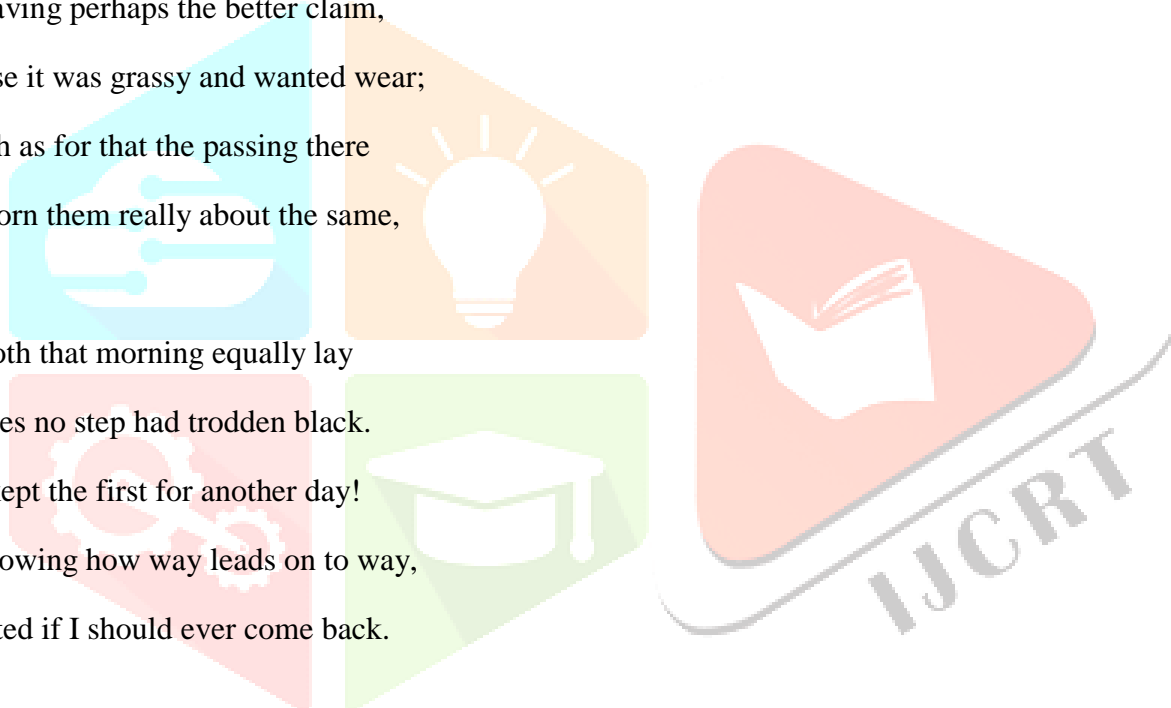 aving perhaps the better claim,
se it was grassy and wanted wear;
h as for that the passing there
orn them really about the same,
oth that morning equally lay
es no step had trodden black.
ept the first for another day!
owing how way leads on to way,
ted if I should ever come back.
IJCRT